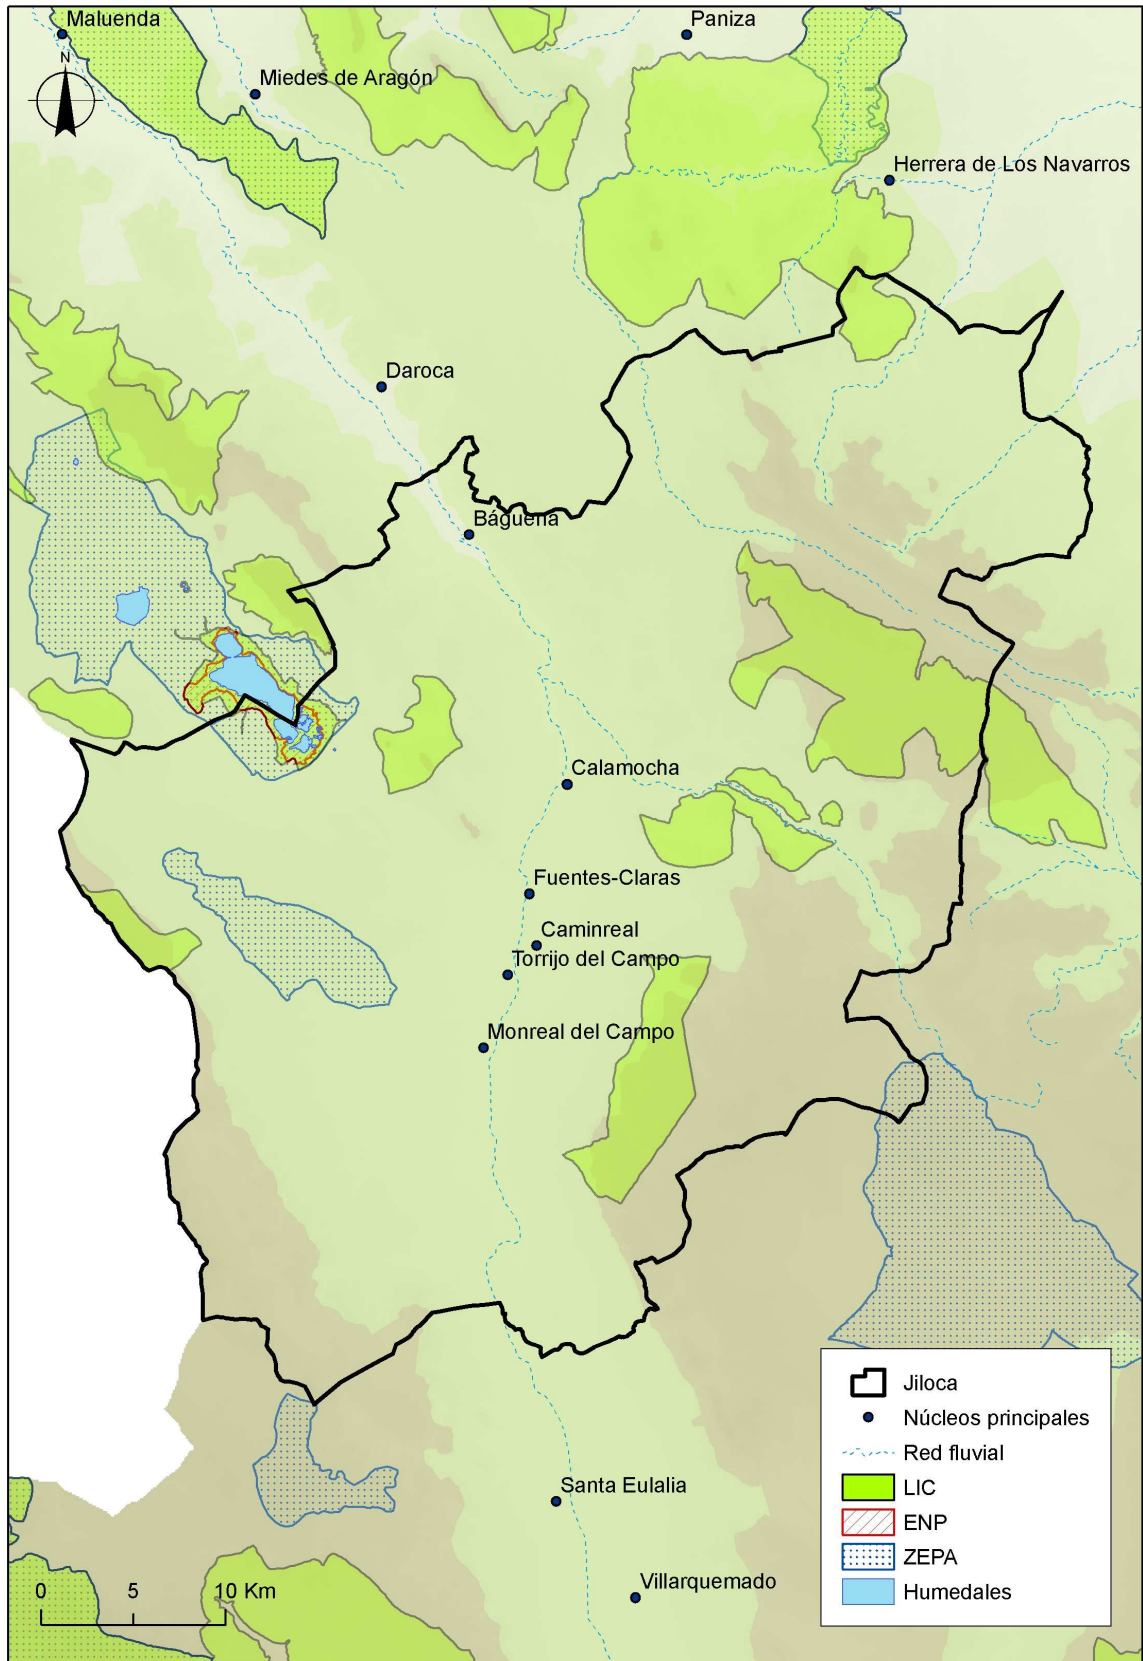 Maluenda
Paniza
N
Miedes de Aragón
Herrera de Los Navarros
Daroca
Báguena
Calamocha
Fuentes-Claras
Caminreal
Torrijo del Campo
Monreal del Campo
Santa Eulalia
Villarquemado
0 5 10 Km
Jiloca
Núcleos principales
Red fluvial
LIC
ENP
ZEPA
Humedales